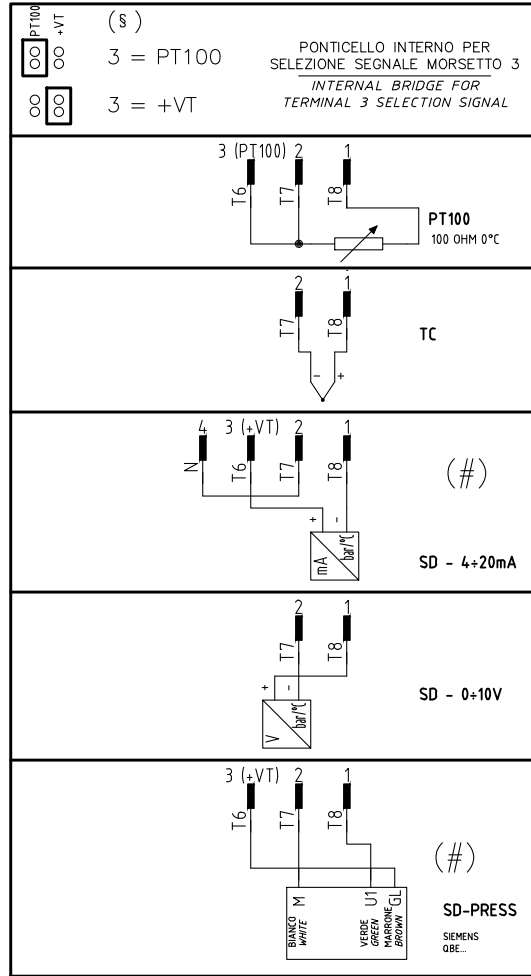 PT100
+VT
(§)
3 = PT100
3 = +VT
PONTICELLO INTERNO PER
SELEZIONE SEGNALE MORSETTO 3
INTERNAL BRIDGE FOR
TERMINAL 3 SELECTION SIGNAL
3 (PT100) 2 1
T6 T7 T8
PT100
100 OHM 0°C
2 1
T7 T8
- +
TC
4 3 (+VT) 2 1
N T6 T7 T8
(#)
+ -
mA bar/°C
SD - 4÷20mA
2 1
T7 T8
+ -
V bar/°C
SD - 0÷10V
3 (+VT) 2 1
T6 T7 T8
(#)
M U1 GL
BIANCO
WHITE
VERDE
GREEN
MARRONE
BROWN
SD-PRESS
SIEMENS
QBE...